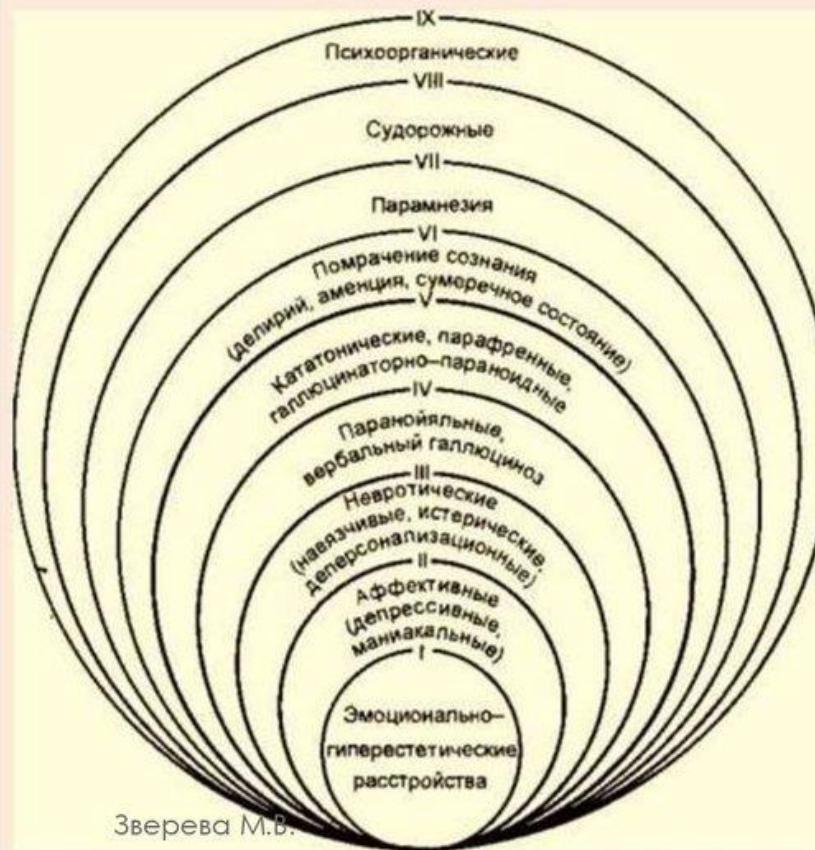 IX
Психоорганические
VIII
Судорожные
VII
Парамнезия
VI
Помрачение сознания
(делирий, аменция, сумеречное состояние)
V
Кататонические, парафренные,
галлюцинаторно-параноидные
IV
Паранойяльные,
вербальный галлюциноз
III
Невротические
(навязчивые, истерические,
деперсонализационные)
II
Аффективные
(депрессивные,
маниакальные)
I
Эмоционально-
гиперестетические
расстройства
Зверева М.В.